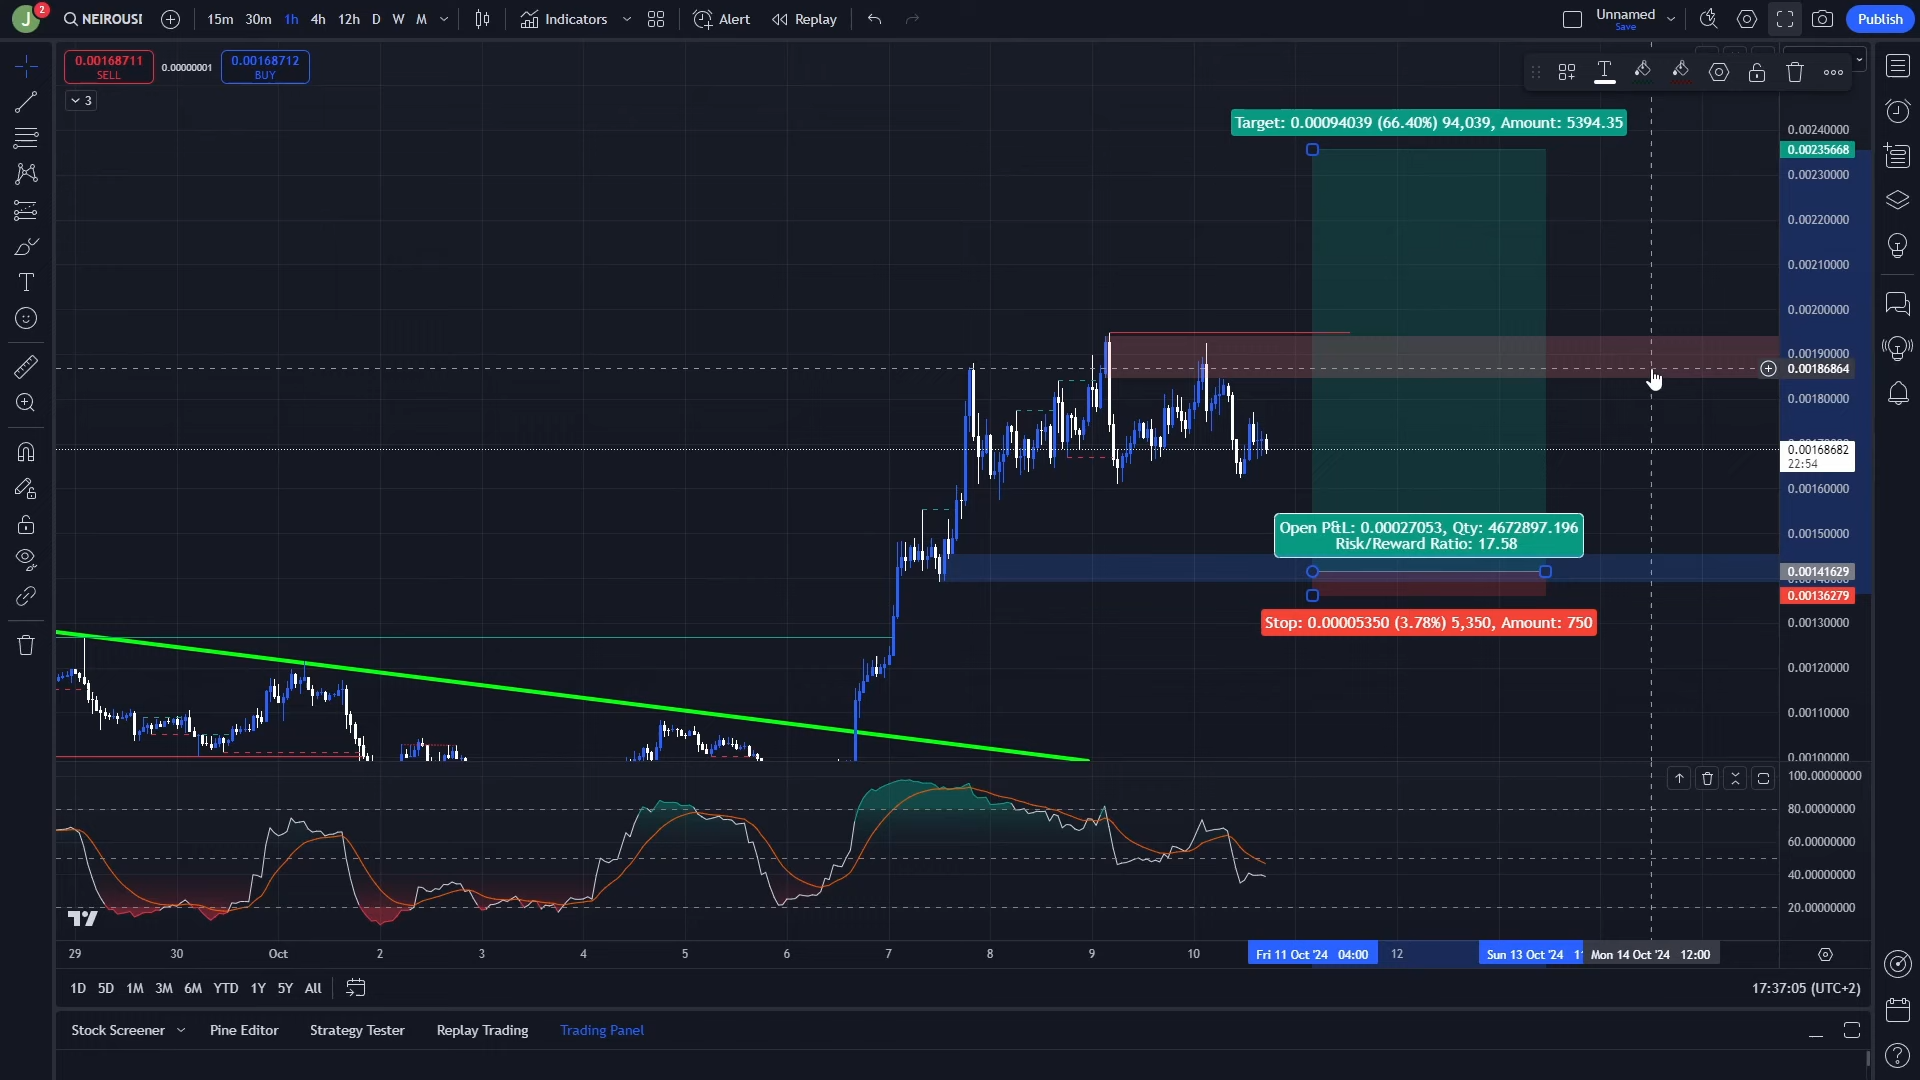 J 2 NEIROUSI 15m 30m 1h 4h 12h D W M Indicators Alert Replay Unnamed Save Publish
0.00168711 SELL 0.00000001 0.00168712 BUY
3
Target: 0.00094039 (66.40%) 94,039, Amount: 5394.35
0.00240000
0.00235668
0.00230000
0.00220000
0.00210000
0.00200000
0.00190000
0.00186864
0.00180000
0.00168682
22:54
0.00160000
0.00150000
Open P&L: 0.00027053, Qty: 4672897.196
Risk/Reward Ratio: 17.58
0.00141629
0.00136279
Stop: 0.00005350 (3.78%) 5,350, Amount: 750
0.00130000
0.00120000
0.00110000
0.00100000
100.00000000
80.00000000
60.00000000
40.00000000
20.00000000
29 30 Oct 2 3 4 5 6 7 8 9 10 Fri 11 Oct '24 04:00 12 Sun 13 Oct '24 Mon 14 Oct '24 12:00
1D 5D 1M 3M 6M YTD 1Y 5Y All 17:37:05 (UTC+2)
Stock Screener Pine Editor Strategy Tester Replay Trading Trading Panel